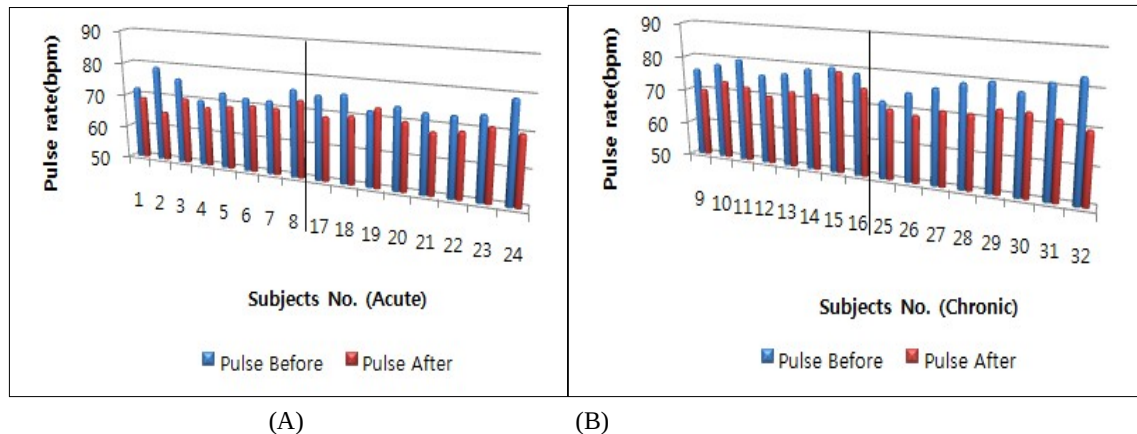 90
80
70
60
50
Pulse rate(bpm)
1 2 3 4 5 6 7 8 17 18 19 20 21 22 23 24
Subjects No. (Acute)
Pulse Before Pulse After
90
80
70
60
50
Pulse rate(bpm)
9 10 11 12 13 14 15 16 25 26 27 28 29 30 31 32
Subjects No. (Chronic)
Pulse Before Pulse After
(A) (B)